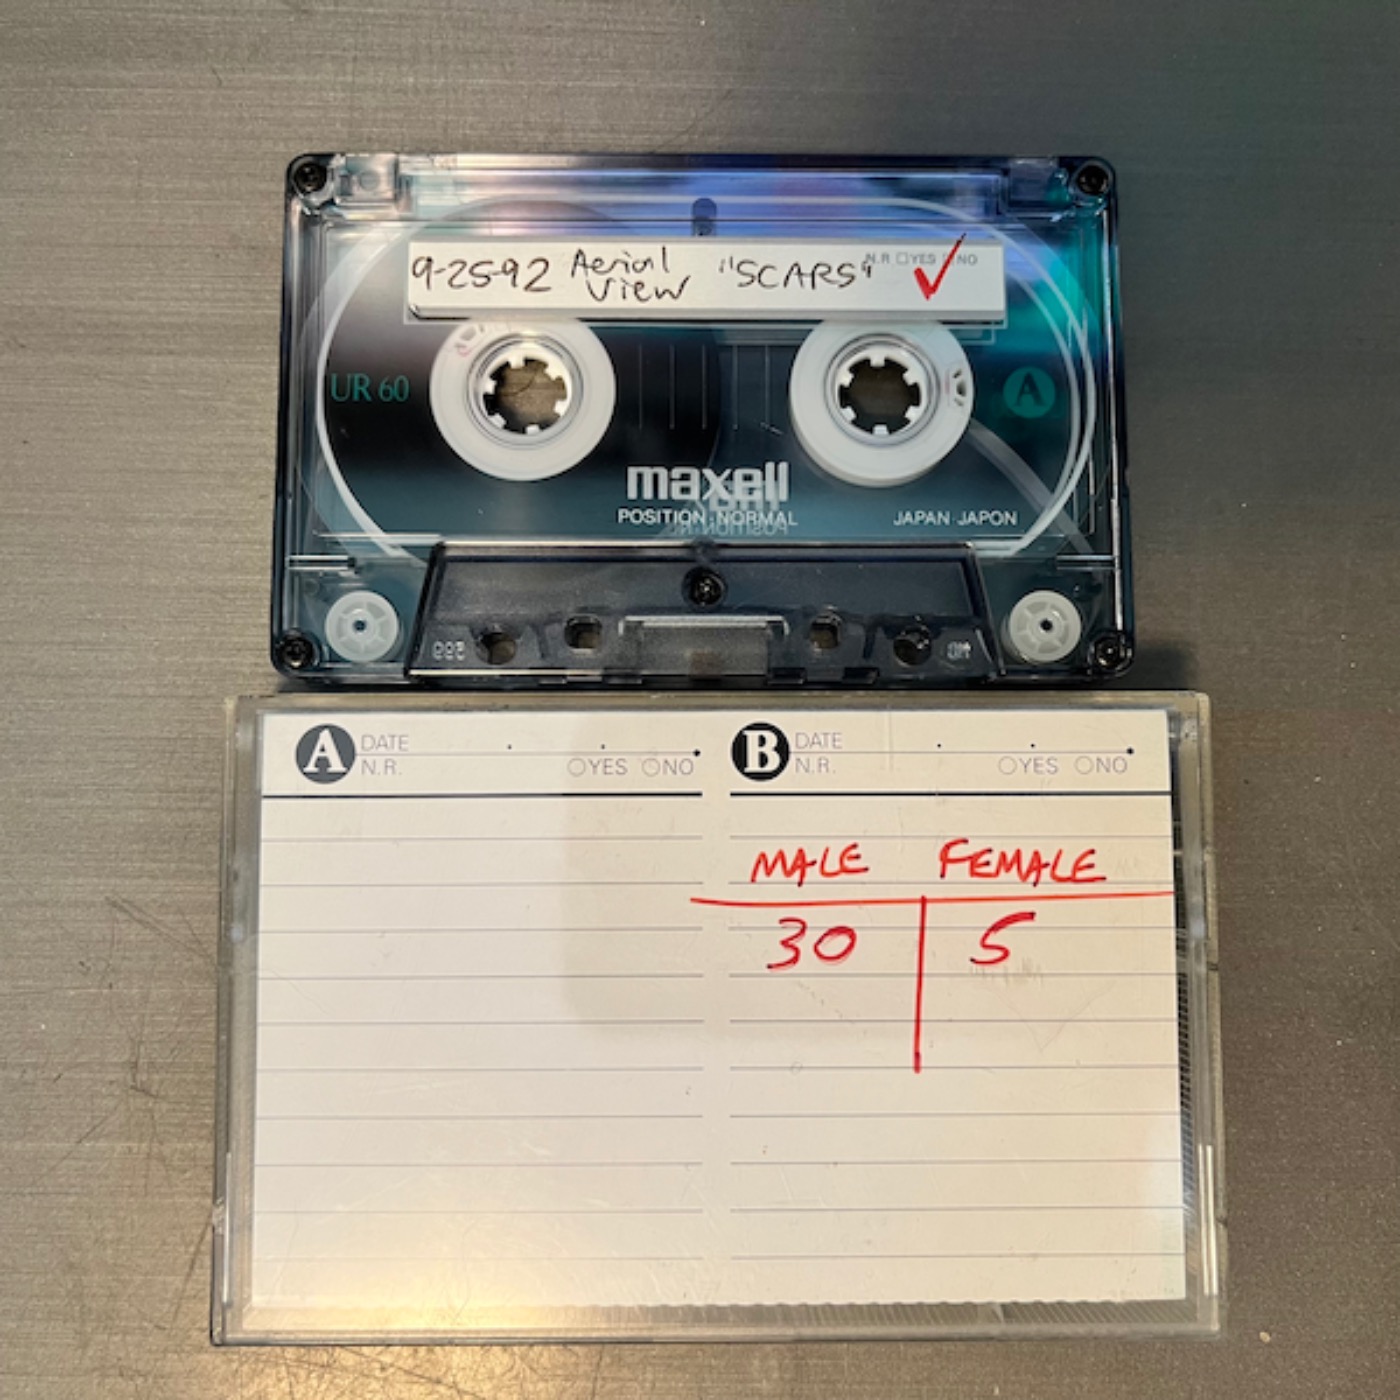 9-25-92 Aerial View "SCARS" ✓
N.R □YES □NO
UR 60
A
maxell
POSITION·NORMAL
JAPAN JAPON
A DATE
N.R. ○YES ○NO
B DATE
N.R. ○YES ○NO
MALE FEMALE
30 5